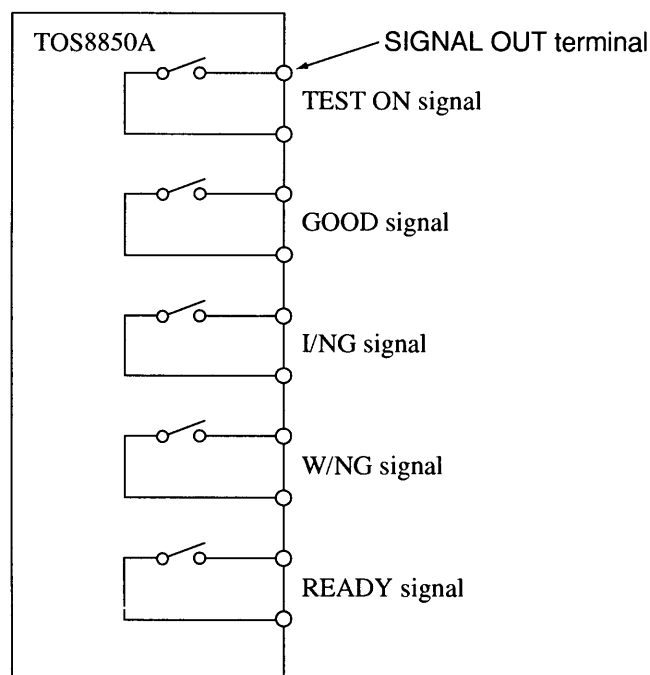 TOS8850A
SIGNAL OUT terminal
TEST ON signal
GOOD signal
I/NG signal
W/NG signal
READY signal